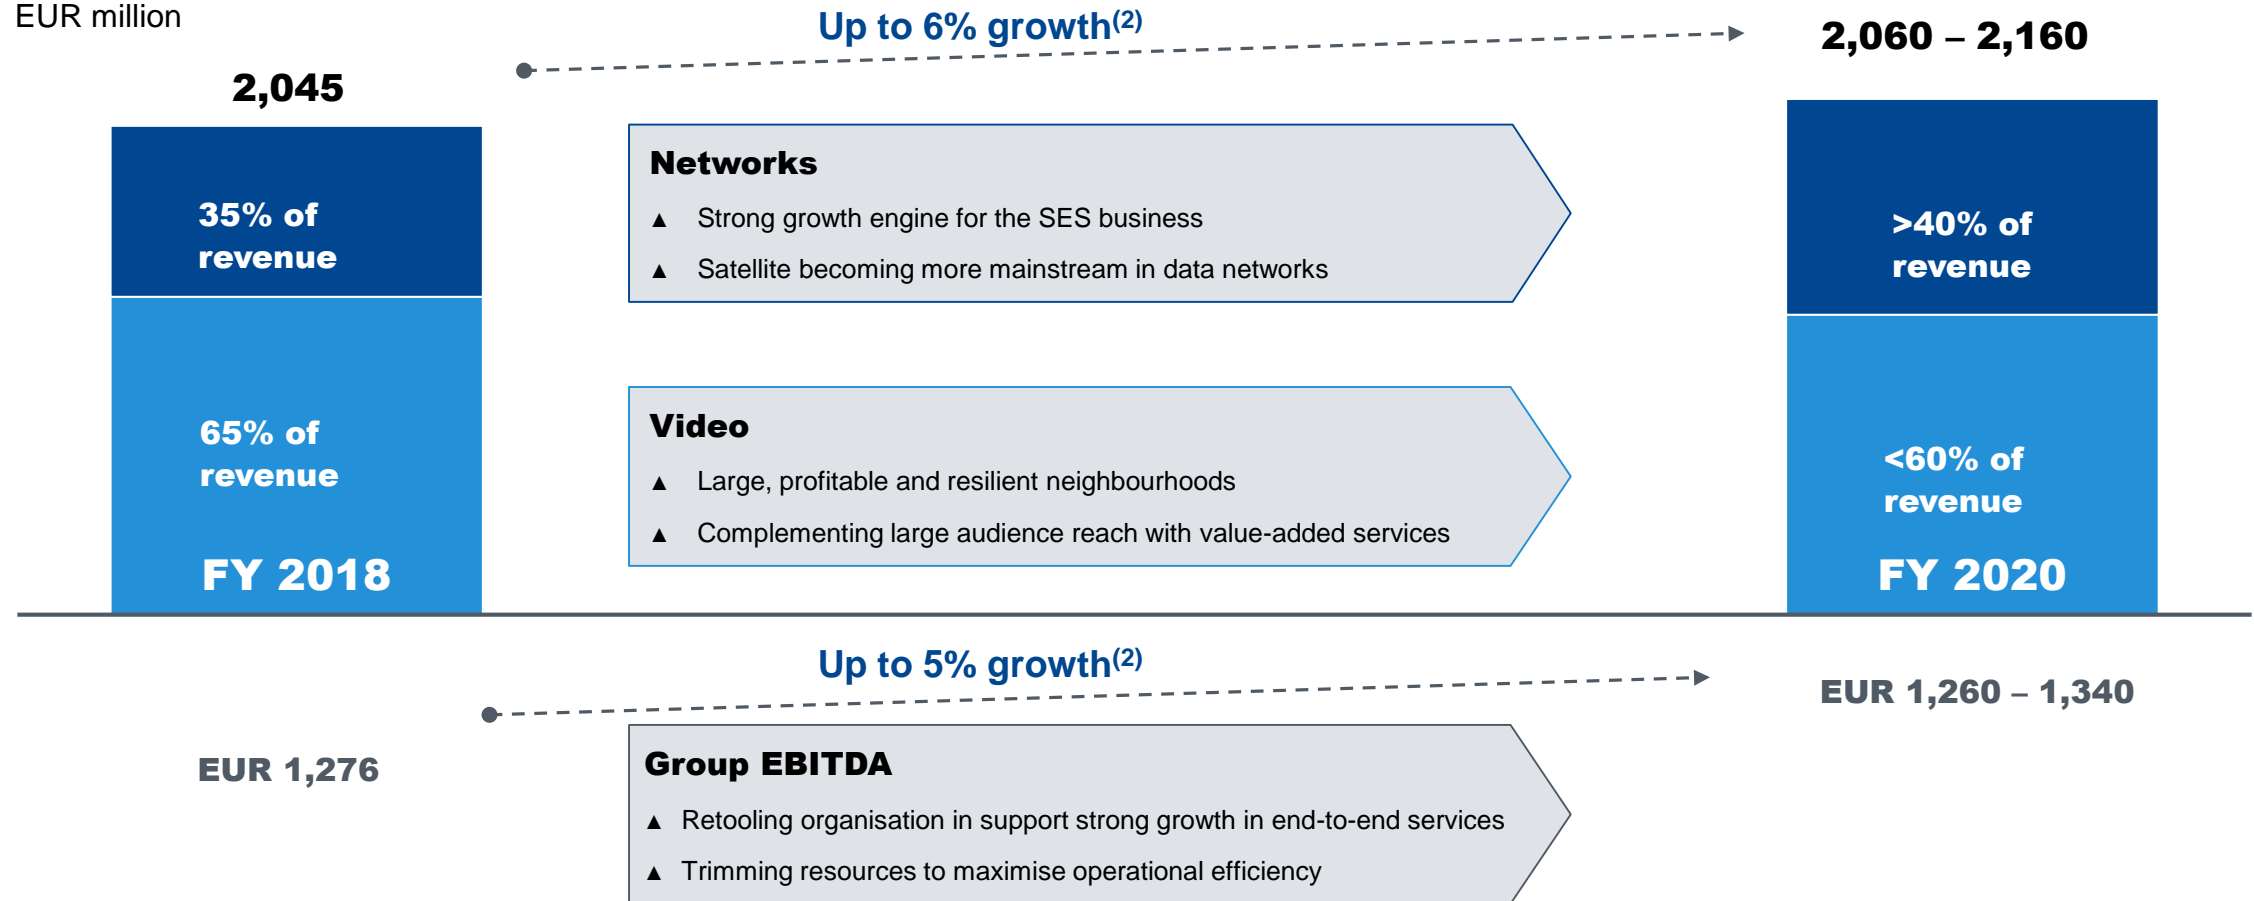 EUR million
Up to 6% growth(2)
2,060 – 2,160
2,045
35% of
revenue
65% of
revenue
FY 2018
Networks
▲ Strong growth engine for the SES business
▲ Satellite becoming more mainstream in data networks
Video
▲ Large, profitable and resilient neighbourhoods
▲ Complementing large audience reach with value-added services
>40% of
revenue
<60% of
revenue
FY 2020
Up to 5% growth(2)
EUR 1,276
EUR 1,260 – 1,340
Group EBITDA
▲ Retooling organisation in support strong growth in end-to-end services
▲ Trimming resources to maximise operational efficiency